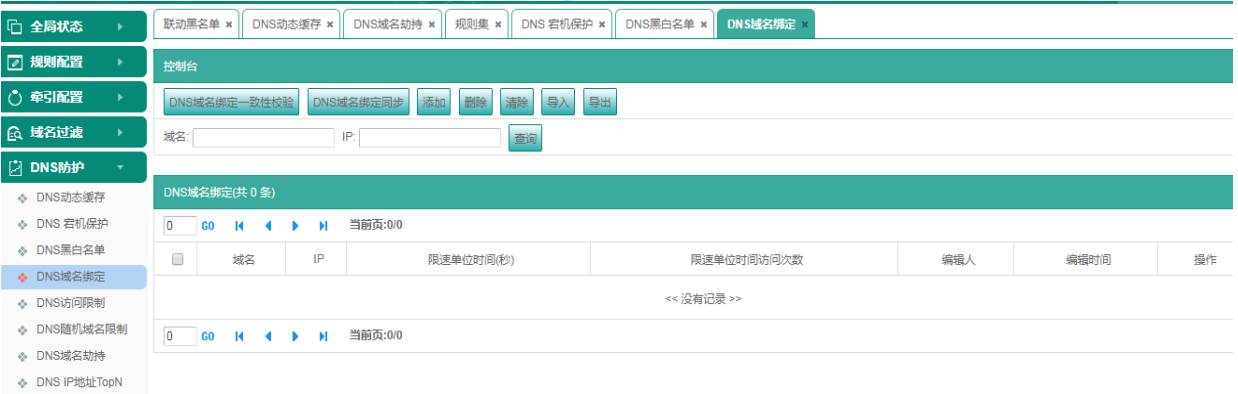 联动黑名单 × DNS动态缓存 × DNS域名劫持 × 规则集 × DNS 宕机保护 × DNS黑白名单 × DNS域名绑定 ×
全局状态
规则配置
牵引配置
域名过滤
DNS防护
DNS动态缓存
DNS 宕机保护
DNS黑白名单
DNS域名绑定
DNS访问限制
DNS随机域名限制
DNS域名劫持
DNS IP地址TopN
控制台
DNS域名绑定一致性校验 DNS域名绑定同步 添加 删除 清除 导入 导出
域名: IP: 查询
DNS域名绑定(共 0 条)
0 GO 当前页:0/0
域名 IP 限速单位时间(秒) 限速单位时间访问次数 编辑人 编辑时间 操作
<< 没有记录 >>
0 GO 当前页:0/0